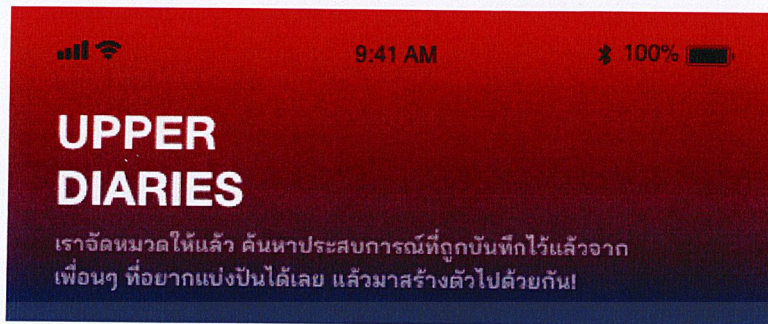 9:41 AM
100%
UPPER
DIARIES
เราจัดหมวดให้แล้ว ค้นหาประสบการณ์ที่ถูกบันทึกไว้แล้วจาก
เพื่อนๆ ที่อยากแบ่งปันได้เลย แล้วมาสร้างตัวไปด้วยกัน!